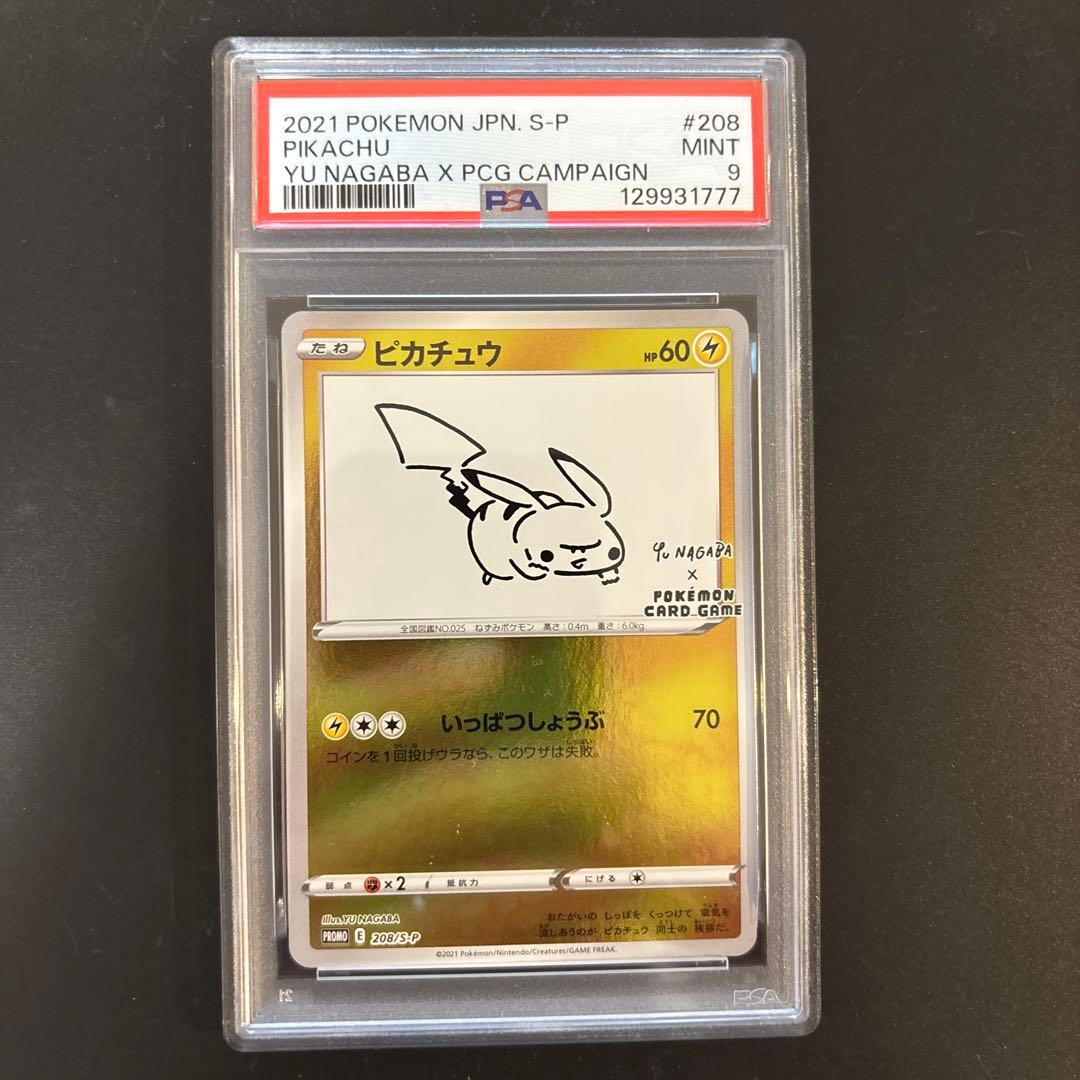 2021 POKEMON JPN. S-P #208
PIKACHU MINT
YU NAGABA X PCG CAMPAIGN 9
PSA 129931777
たね ピカチュウ HP60
YU NAGABA
X
POKÉMON
CARD GAME
全国図鑑NO.025 ねずみポケモン 高さ:0.4m 重さ:6.0kg
いっぱつしょうぶ 70
コインを1回投げウラなら、このワザは失敗。
弱点 ×2 抵抗力 にげる
Illus.YU NAGABA
おたがいの しっぽを くっつけて 電気を
流しあうのが ピカチュウ 同士の 挨拶だ。
PROMO E 208/S-P
©2021 Pokémon/Nintendo/Creatures/GAME FREAK.
21 PSA